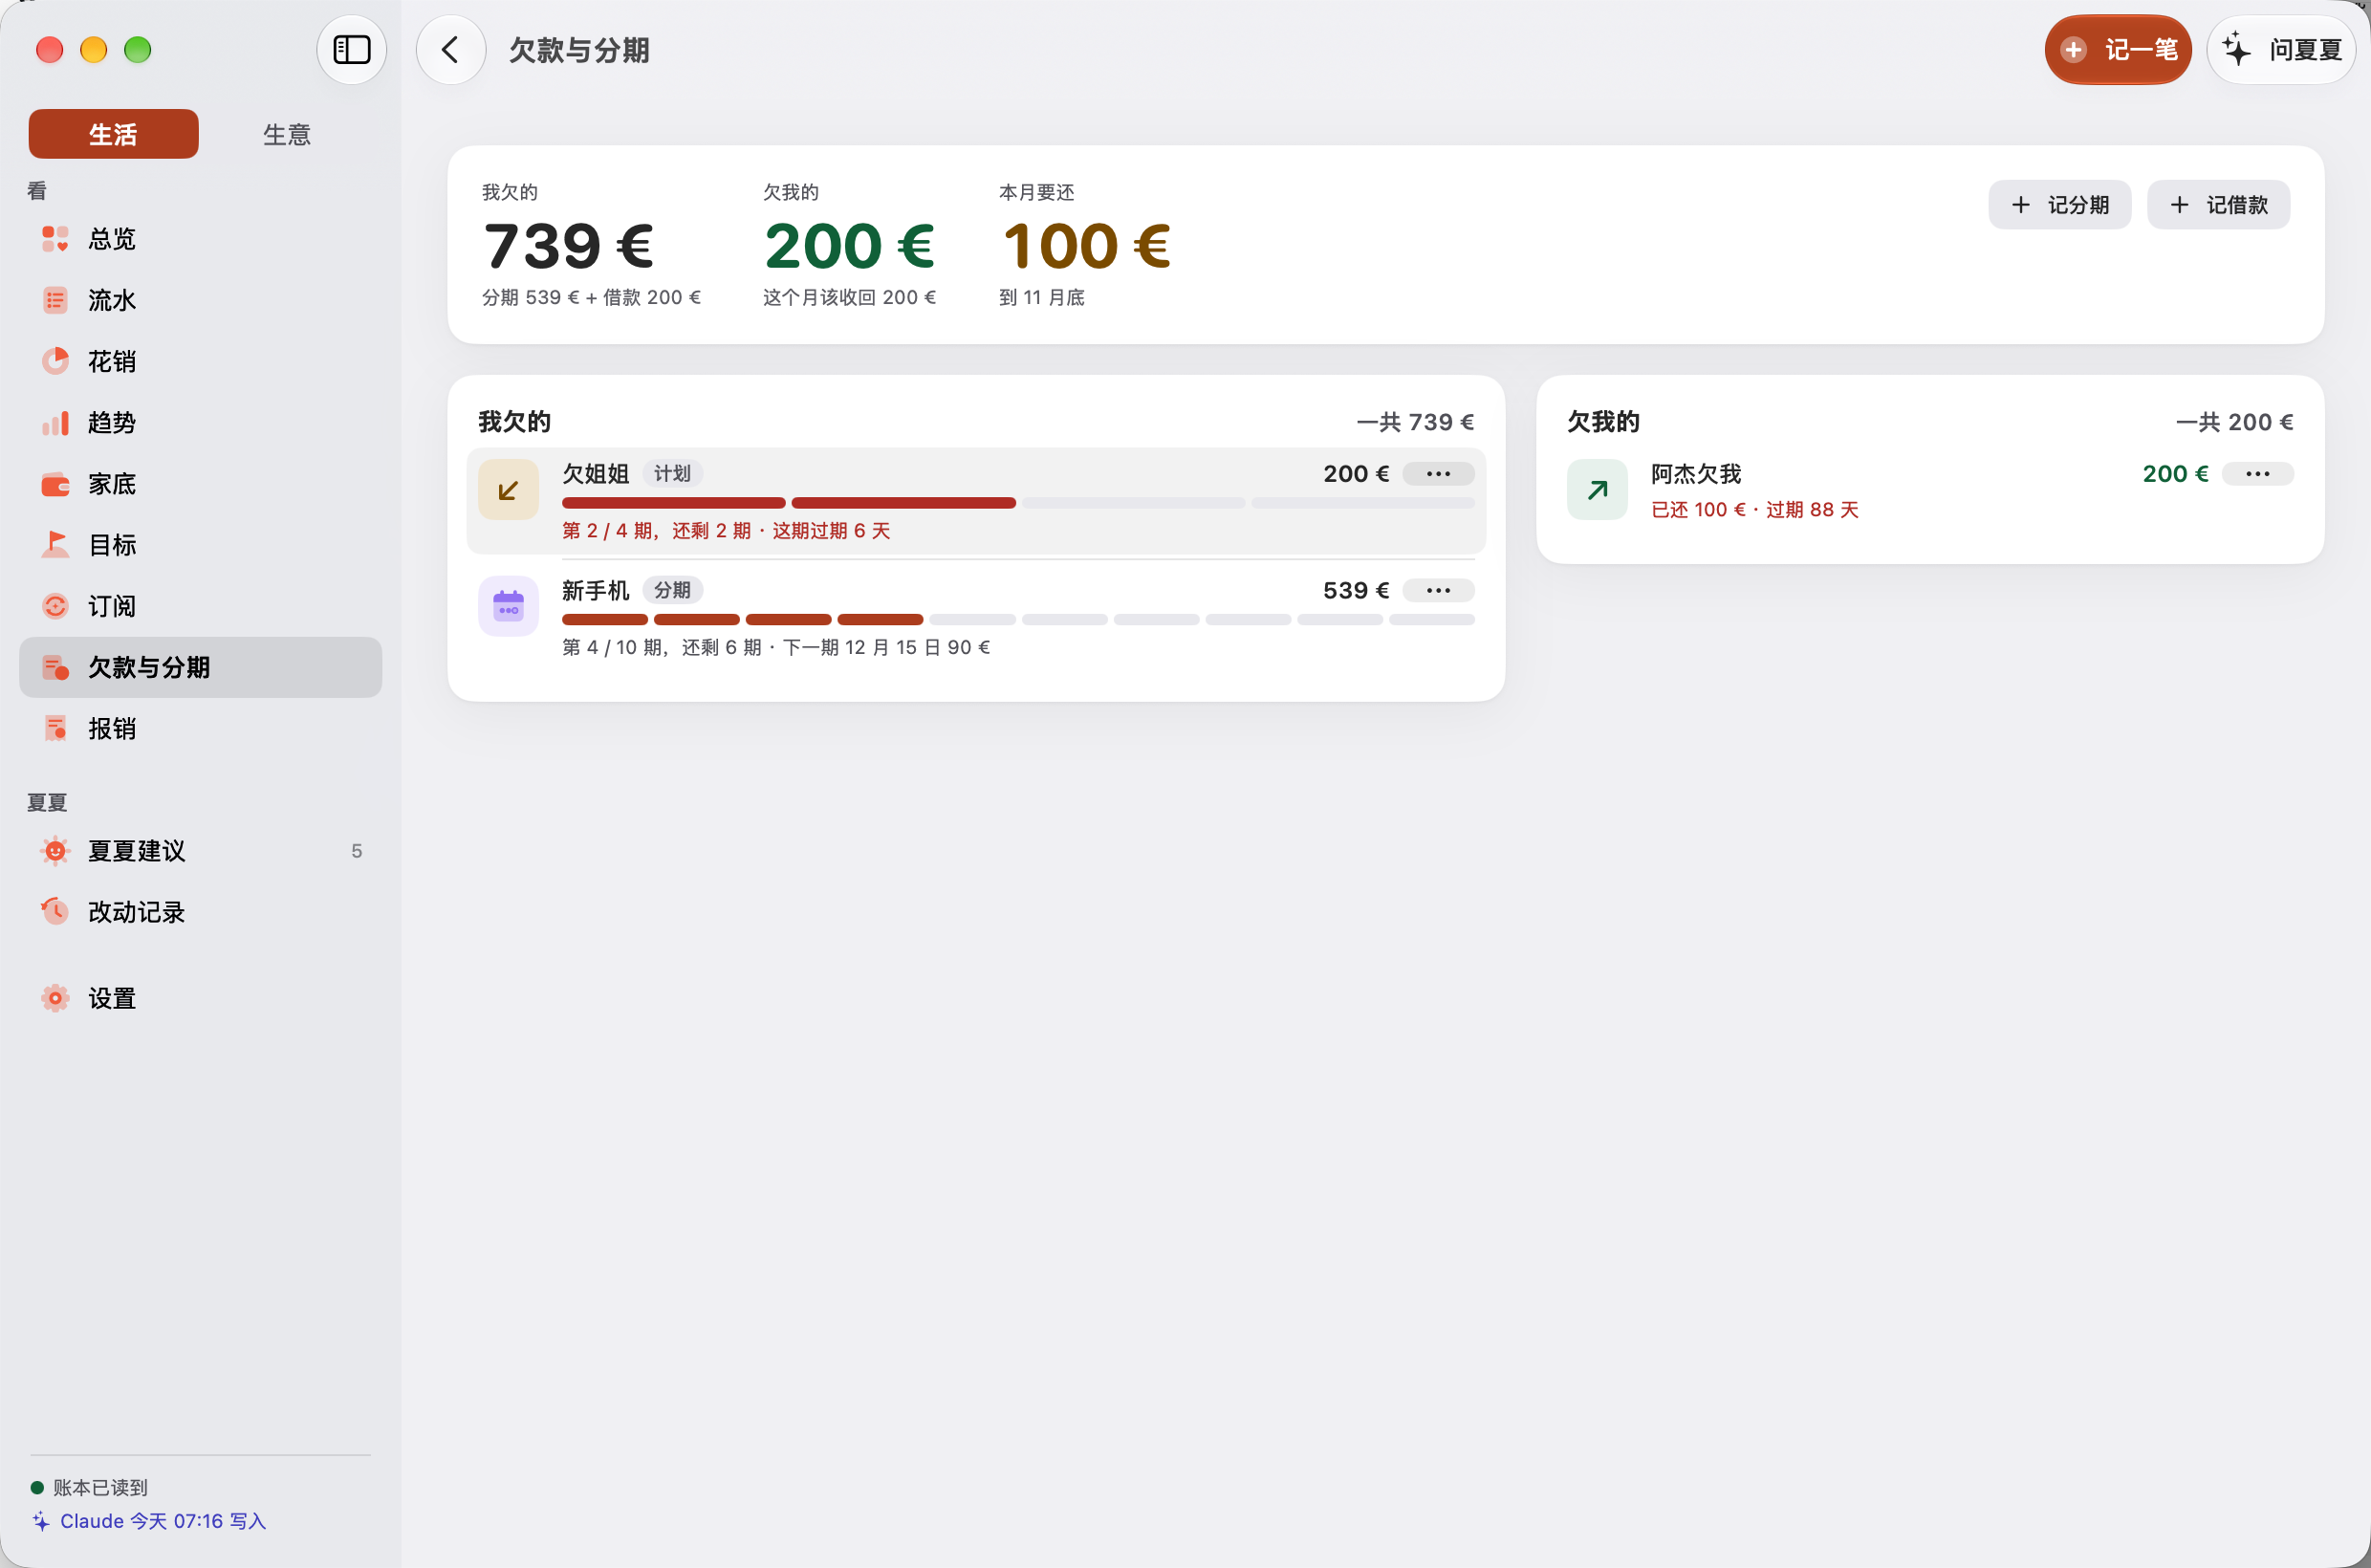 欠款与分期
记一笔
问夏夏
生活
生意
看
总览
流水
花销
趋势
家底
目标
订阅
欠款与分期
报销
夏夏
夏夏建议 5
改动记录
设置
账本已读到
Claude 今天 07:16 写入
我欠的
739 €
分期 539 € + 借款 200 €
欠我的
200 €
这个月该收回 200 €
本月要还
100 €
到 11 月底
+ 记分期
+ 记借款
我欠的 一共 739 €
欠姐姐 计划 200 € ···
第 2 / 4 期，还剩 2 期 · 这期过期 6 天
新手机 分期 539 € ···
第 4 / 10 期，还剩 6 期 · 下一期 12 月 15 日 90 €
欠我的 一共 200 €
阿杰欠我 200 € ···
已还 100 € · 过期 88 天